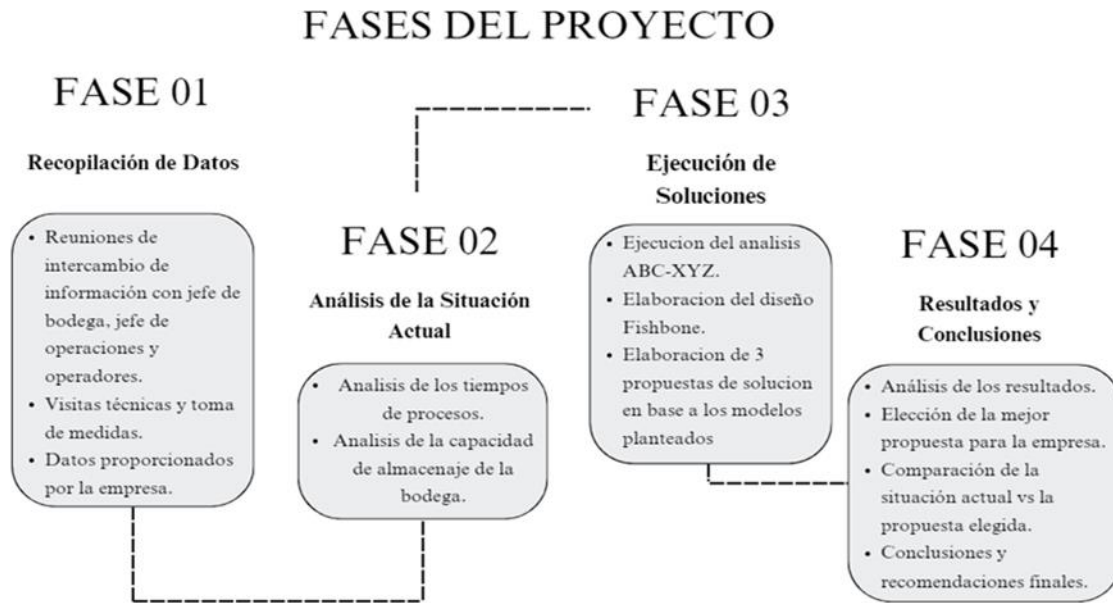 FASES DEL PROYECTO
FASE 01
Recopilación de Datos
• Reuniones de
intercambio de
información con jefe de
bodega, jefe de
operaciones y
operadores.
• Visitas técnicas y toma
de medidas.
• Datos proporcionados
por la empresa.
FASE 02
Análisis de la Situación
Actual
• Analisis de los tiempos
de procesos.
• Analisis de la capacidad
de almacenaje de la
bodega.
FASE 03
Ejecución de
Soluciones
• Ejecucion del analisis
ABC-XYZ.
• Elaboracion del diseño
Fishbone.
• Elaboracion de 3
propuestas de solucion
en base a los modelos
planteados
FASE 04
Resultados y
Conclusiones
• Análisis de los resultados.
• Elección de la mejor
propuesta para la empresa.
• Comparación de la
situación actual vs la
propuesta elegida.
• Conclusiones y
recomendaciones finales.